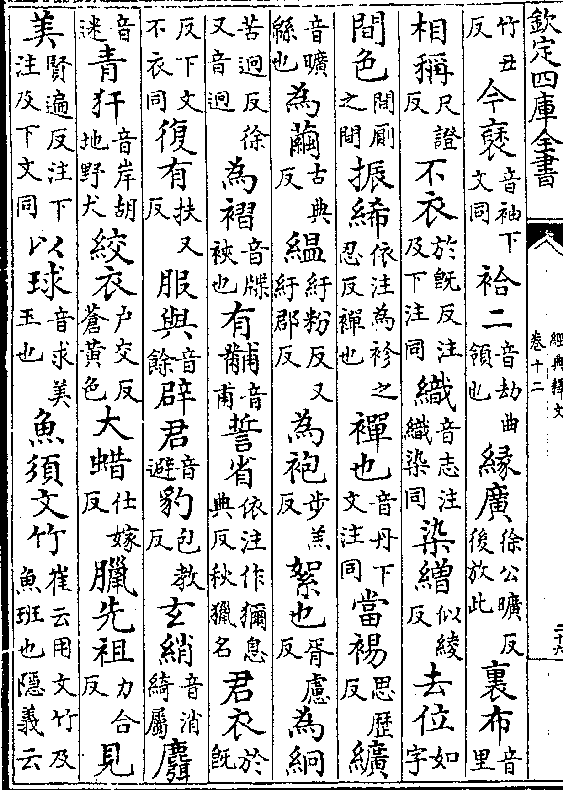 欽定四庫全書
經典釋文
卷十二
二十六
竹丑反今褎音袖下文同袷二音劫曲領也緣廣徐公曠反後放此裏布音里
相稱尺證反不衣於既反注及下注同織音志注織染同染繒似綾反去位如字
間色間厠之間振絺依注為袗之忍反襌也襌也音丹下文注同當裼思歷反纊
音曠緜也為繭古典反縕紆粉反又紆郡反為袍步羔反絮也胥慮反為絅
苦迥反徐又音迥為褶音牒裌也有黼音甫誓省依注作獮息典反秋獵名君衣於既
反下文不衣同復有扶又反服與音餘辟君音避豹包教反玄綃音消綺屬麛
音迷青犴音岸胡地野犬絞衣戶交反蒼黄色大蜡仕嫁反臘先祖力合反見
美賢遍反注下注及下文同以球音求美玉也魚須文竹崔云用文竹及魚班也隱義云